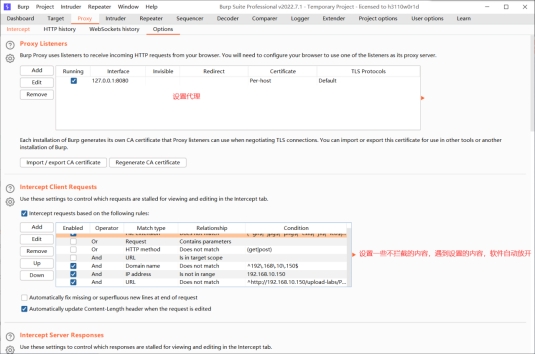 Burp Project Intruder Repeater Window Help
Burp Suite Professional v2022.7.1 - Temporary Project - licensed to h3110w0r1d
Dashboard Target Proxy Intruder Repeater Sequencer Decoder Comparer Logger Extender Project options User options Learn
Intercept HTTP history WebSockets history Options
Proxy Listeners
Burp Proxy uses listeners to receive incoming HTTP requests from your browser. You will need to configure your browser to use one of the listeners as its proxy server.
Add
Edit
Remove
Running Interface Invisible Redirect Certificate TLS Protocols
127.0.0.1:8080 Per-host Default
设置代理
Each installation of Burp generates its own CA certificate that Proxy listeners can use when negotiating TLS connections. You can import or export this certificate for use in other tools or another
installation of Burp.
Import / export CA certificate Regenerate CA certificate
Intercept Client Requests
Use these settings to control which requests are stalled for viewing and editing in the Intercept tab.
Intercept requests based on the following rules:
Add
Edit
Remove
Up
Down
Enabled Operator Match type Relationship Condition
Or Request Contains parameters
Or HTTP method Does not match (get|post)
And URL Is in target scope
And Domain name Does not match ^192\.168\.10\.150$
And IP address Is not in range 192.168.10.150
And URL Does not match ^http://192.168.10.150/upload-labs/P...
设置一些不拦截的内容，遇到设置的内容，软件自动放开
Automatically fix missing or superfluous new lines at end of request
Automatically update Content-Length header when the request is edited
Intercept Server Responses
Use these settings to control which responses are stalled for viewing and editing in the Intercept tab.